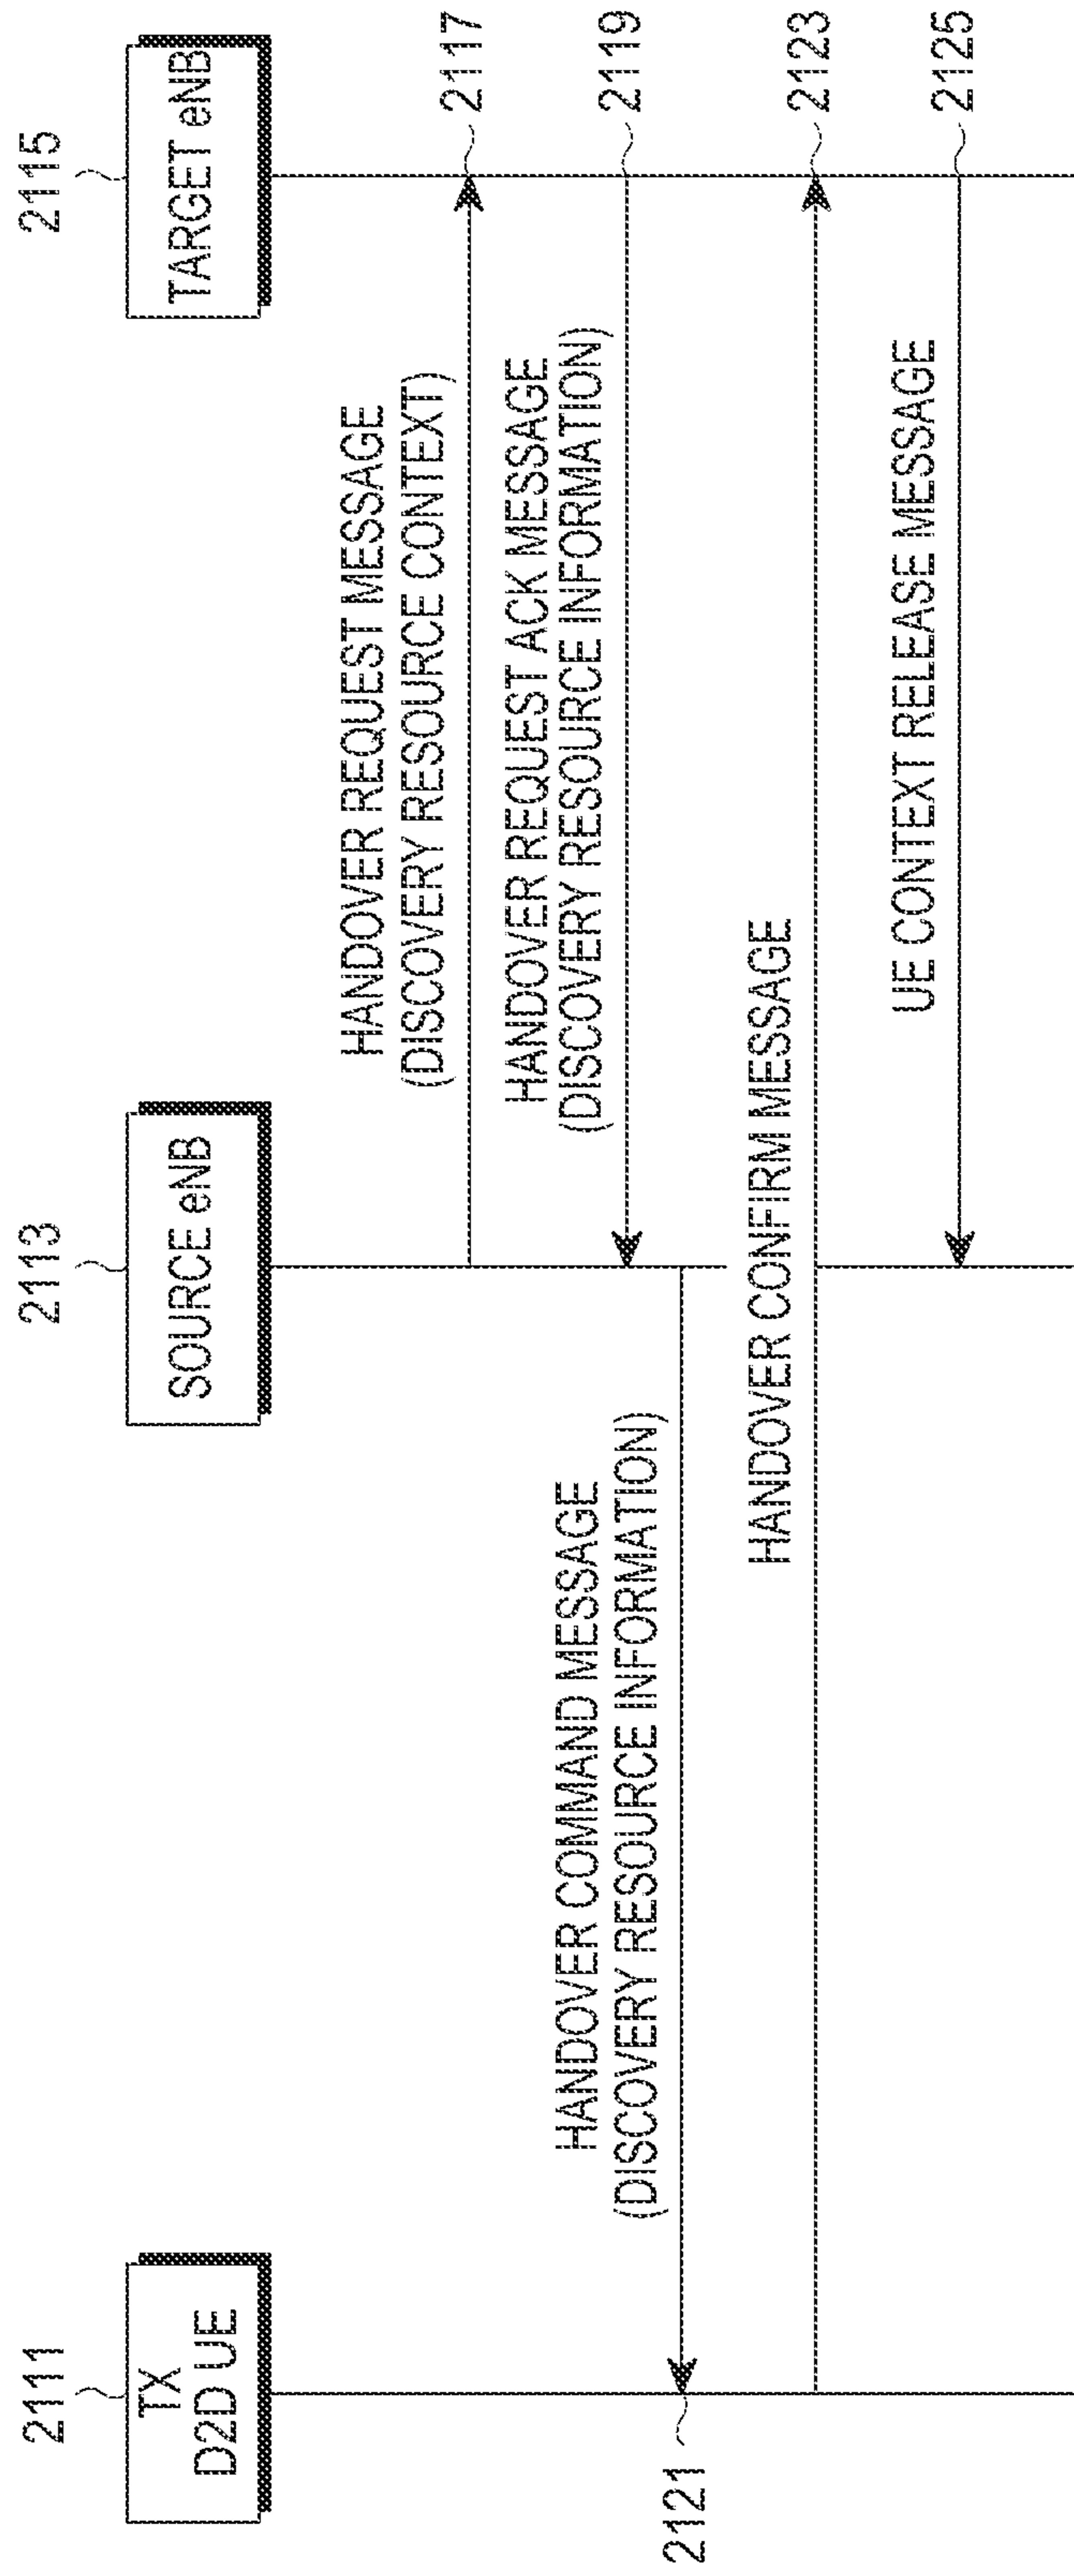 2111
2113
2115
TX
D2D UE
SOURCE eNB
TARGET eNB
HANDOVER REQUEST MESSAGE
(DISCOVERY RESOURCE CONTEXT)
2117
HANDOVER REQUEST ACK MESSAGE
(DISCOVERY RESOURCE INFORMATION)
2119
HANDOVER COMMAND MESSAGE
(DISCOVERY RESOURCE INFORMATION)
2121
HANDOVER CONFIRM MESSAGE
2123
UE CONTEXT RELEASE MESSAGE
2125